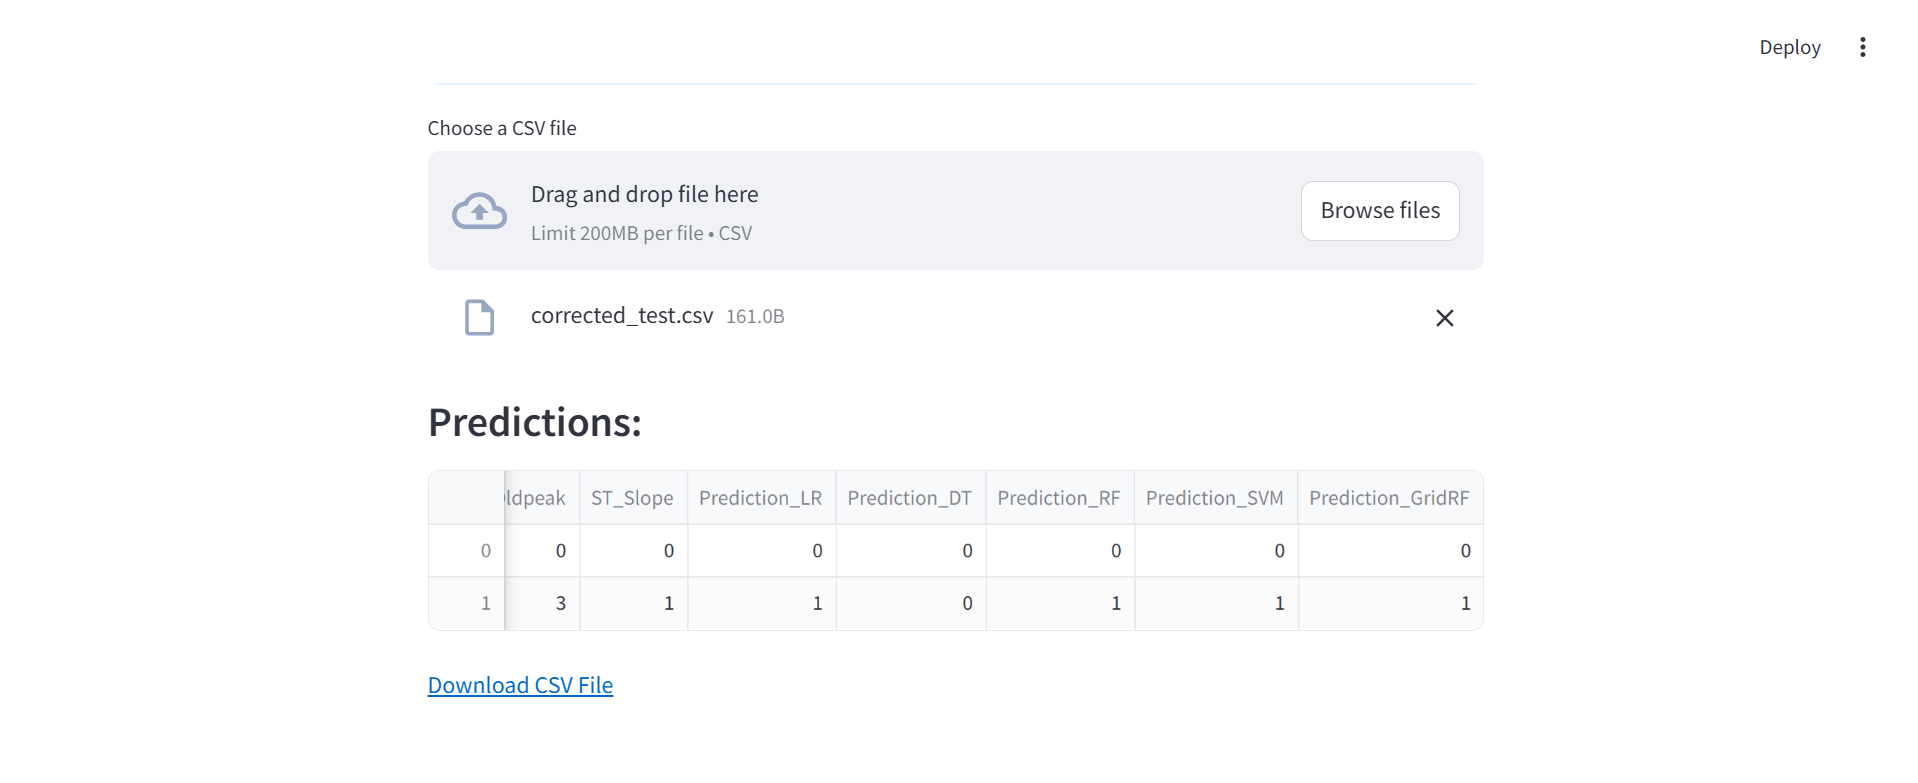 Deploy
Choose a CSV file
Drag and drop file here
Limit 200MB per file • CSV
Browse files
corrected_test.csv 161.0B
Predictions:
ldpeak ST_Slope Prediction_LR Prediction_DT Prediction_RF Prediction_SVM Prediction_GridRF
0 0 0 0 0 0 0 0
1 3 1 1 0 1 1 1
Download CSV File